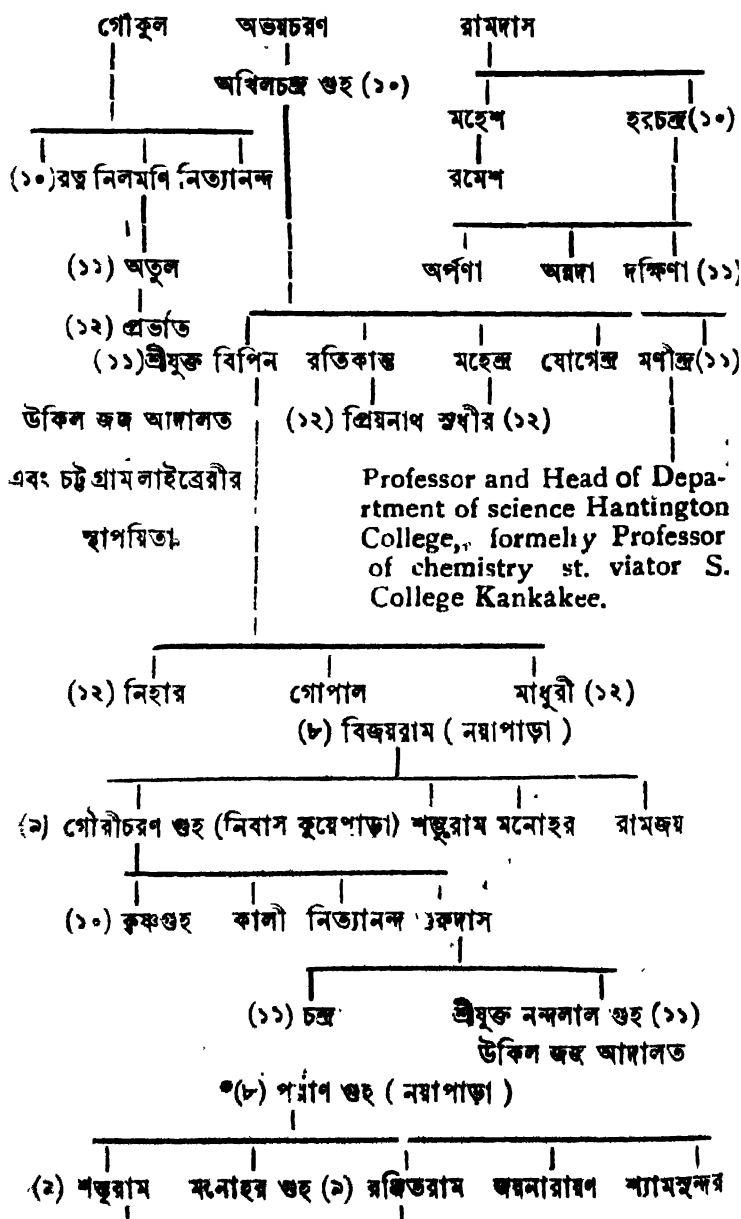 গোকুল অভয়চরণ রামদাস
অখিলচন্দ্র গুহ (১০)
মহেশ হরচন্দ্র (১০)
(১০) রত্ন নিলমণি নিত্যানন্দ রমেশ
(১১) অতুল অর্পণা অন্নদা দক্ষিণা (১১)
(১২) প্রভাত
(১১) শ্রীযুক্ত বিপিন রতিকান্ত মহেন্দ্র যোগেন্দ্র মণীন্দ্র (১১)
উকিল জজ আদালত (১২) প্রিয়নাথ সুধীর (১২)
এবং চট্টগ্রাম লাইব্রেরীর
স্থাপয়িতা.
Professor and Head of Depa-
rtment of science Hantington
College,, formelıy Professor
of chemistry st. viator S.
College Kankakee.
(১২) নিহার গোপাল মাধুরী (১২)
(৮) বিজয়রাম ( নয়াপাড়া )
(৯) গৌরীচরণ গুহ (নিবাস কুয়েপাড়া) শম্ভুরাম মনোহর রামজয়
(১০) কৃষ্ণগুহ কালী নিত্যানন্দ
(১১) চন্দ্র শ্রীযুক্ত নন্দলাল গুহ (১১)
উকিল জজ আদালত
•(৮) পরাণ গুহ ( নয়াপাড়া )
(৯) শম্ভুরাম মনোহর গুহ (৯) রঞ্জিতরাম জয়নারায়ণ শ্যামসুন্দর